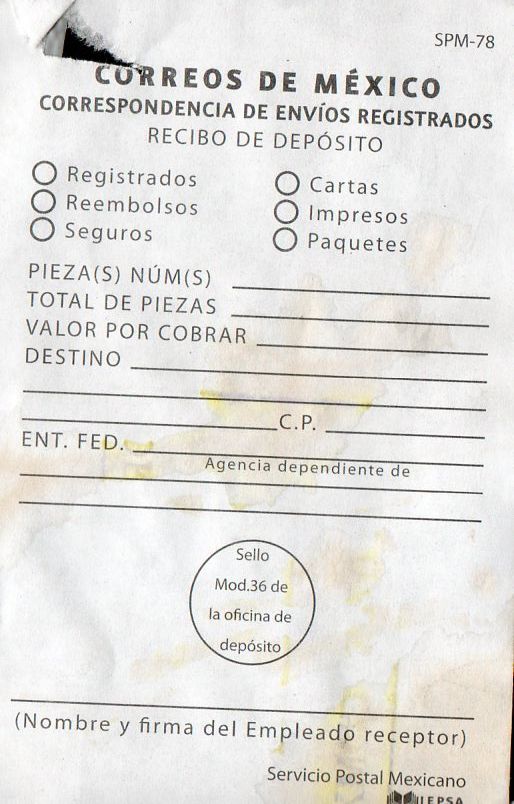 SPM-78
CORREOS DE MÉXICO
CORRESPONDENCIA DE ENVÍOS REGISTRADOS
RECIBO DE DEPÓSITO
Registrados
Reembolsos
Seguros
Cartas
Impresos
Paquetes
PIEZA(S) NÚM(S)
TOTAL DE PIEZAS
VALOR POR COBRAR
DESTINO
C.P.
ENT. FED.
Agencia dependiente de
Sello
Mod.36 de
la oficina de
depósito
(Nombre y firma del Empleado receptor)
Servicio Postal Mexicano
IEPSA